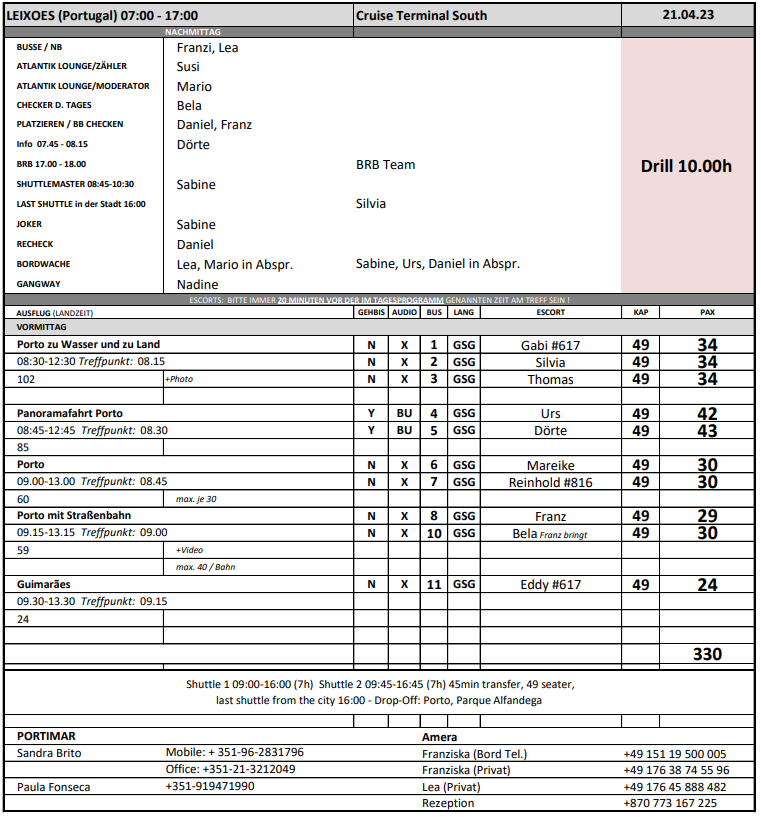 LEIXOES (Portugal) 07:00 - 17:00 Cruise Terminal South 21.04.23
NACHMITTAG
BUSSE / NB Franzi, Lea
ATLANTIK LOUNGE/ZÄHLER Susi
ATLANTIK LOUNGE/MODERATOR Mario
CHECKER D. TAGES Bela
PLATZIEREN / BB CHECKEN Daniel, Franz
Info 07.45 - 08.15 Dörte
BRB 17.00 - 18.00 BRB Team
Drill 10.00h
SHUTTLEMASTER 08:45-10:30 Sabine
LAST SHUTTLE in der Stadt 16:00 Silvia
JOKER Sabine
RECHECK Daniel
BORDWACHE Lea, Mario in Abspr. Sabine, Urs, Daniel in Abspr.
GANGWAY Nadine
ESCORTS: BITTE IMMER 20 MINUTEN VOR DER IM TAGESPROGRAMM GENANNTEN ZEIT AM TREFF SEIN !
AUSFLUG (LANDZEIT) GEHBIS AUDIO BUS LANG ESCORT KAP PAX
VORMITTAG
Porto zu Wasser und zu Land N X 1 GSG Gabi #617 49 34
08:30-12:30 Treffpunkt: 08.15 N X 2 GSG Silvia 49 34
102 +Photo N X 3 GSG Thomas 49 34
Panoramafahrt Porto Y BU 4 GSG Urs 49 42
08:45-12:45 Treffpunkt: 08.30 Y BU 5 GSG Dörte 49 43
85
Porto N X 6 GSG Mareike 49 30
09.00-13.00 Treffpunkt: 08.45 N X 7 GSG Reinhold #816 49 30
60 max. je 30
Porto mit Straßenbahn N X 8 GSG Franz 49 29
09.15-13.15 Treffpunkt: 09.00 N X 10 GSG Bela Franz bringt 49 30
59 +Video
max. 40 / Bahn
Guimarães N X 11 GSG Eddy #617 49 24
09.30-13.30 Treffpunkt: 09.15
24
330
Shuttle 1 09:00-16:00 (7h) Shuttle 2 09:45-16:45 (7h) 45min transfer, 49 seater,
last shuttle from the city 16:00 - Drop-Off: Porto, Parque Alfandega
PORTIMAR Amera
Sandra Brito Mobile: + 351-96-2831796 Franziska (Bord Tel.) +49 151 19 500 005
Office: +351-21-3212049 Franziska (Privat) +49 176 38 74 55 96
Paula Fonseca +351-919471990 Lea (Privat) +49 176 45 888 482
Rezeption +870 773 167 225